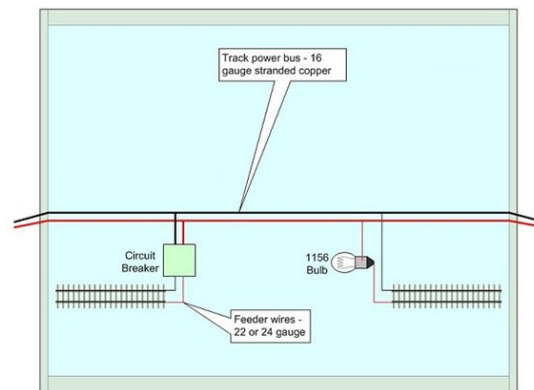 Track power bus - 16
gauge stranded copper
Circuit
Breaker
1156
Bulb
Feeder wires -
22 or 24 gauge